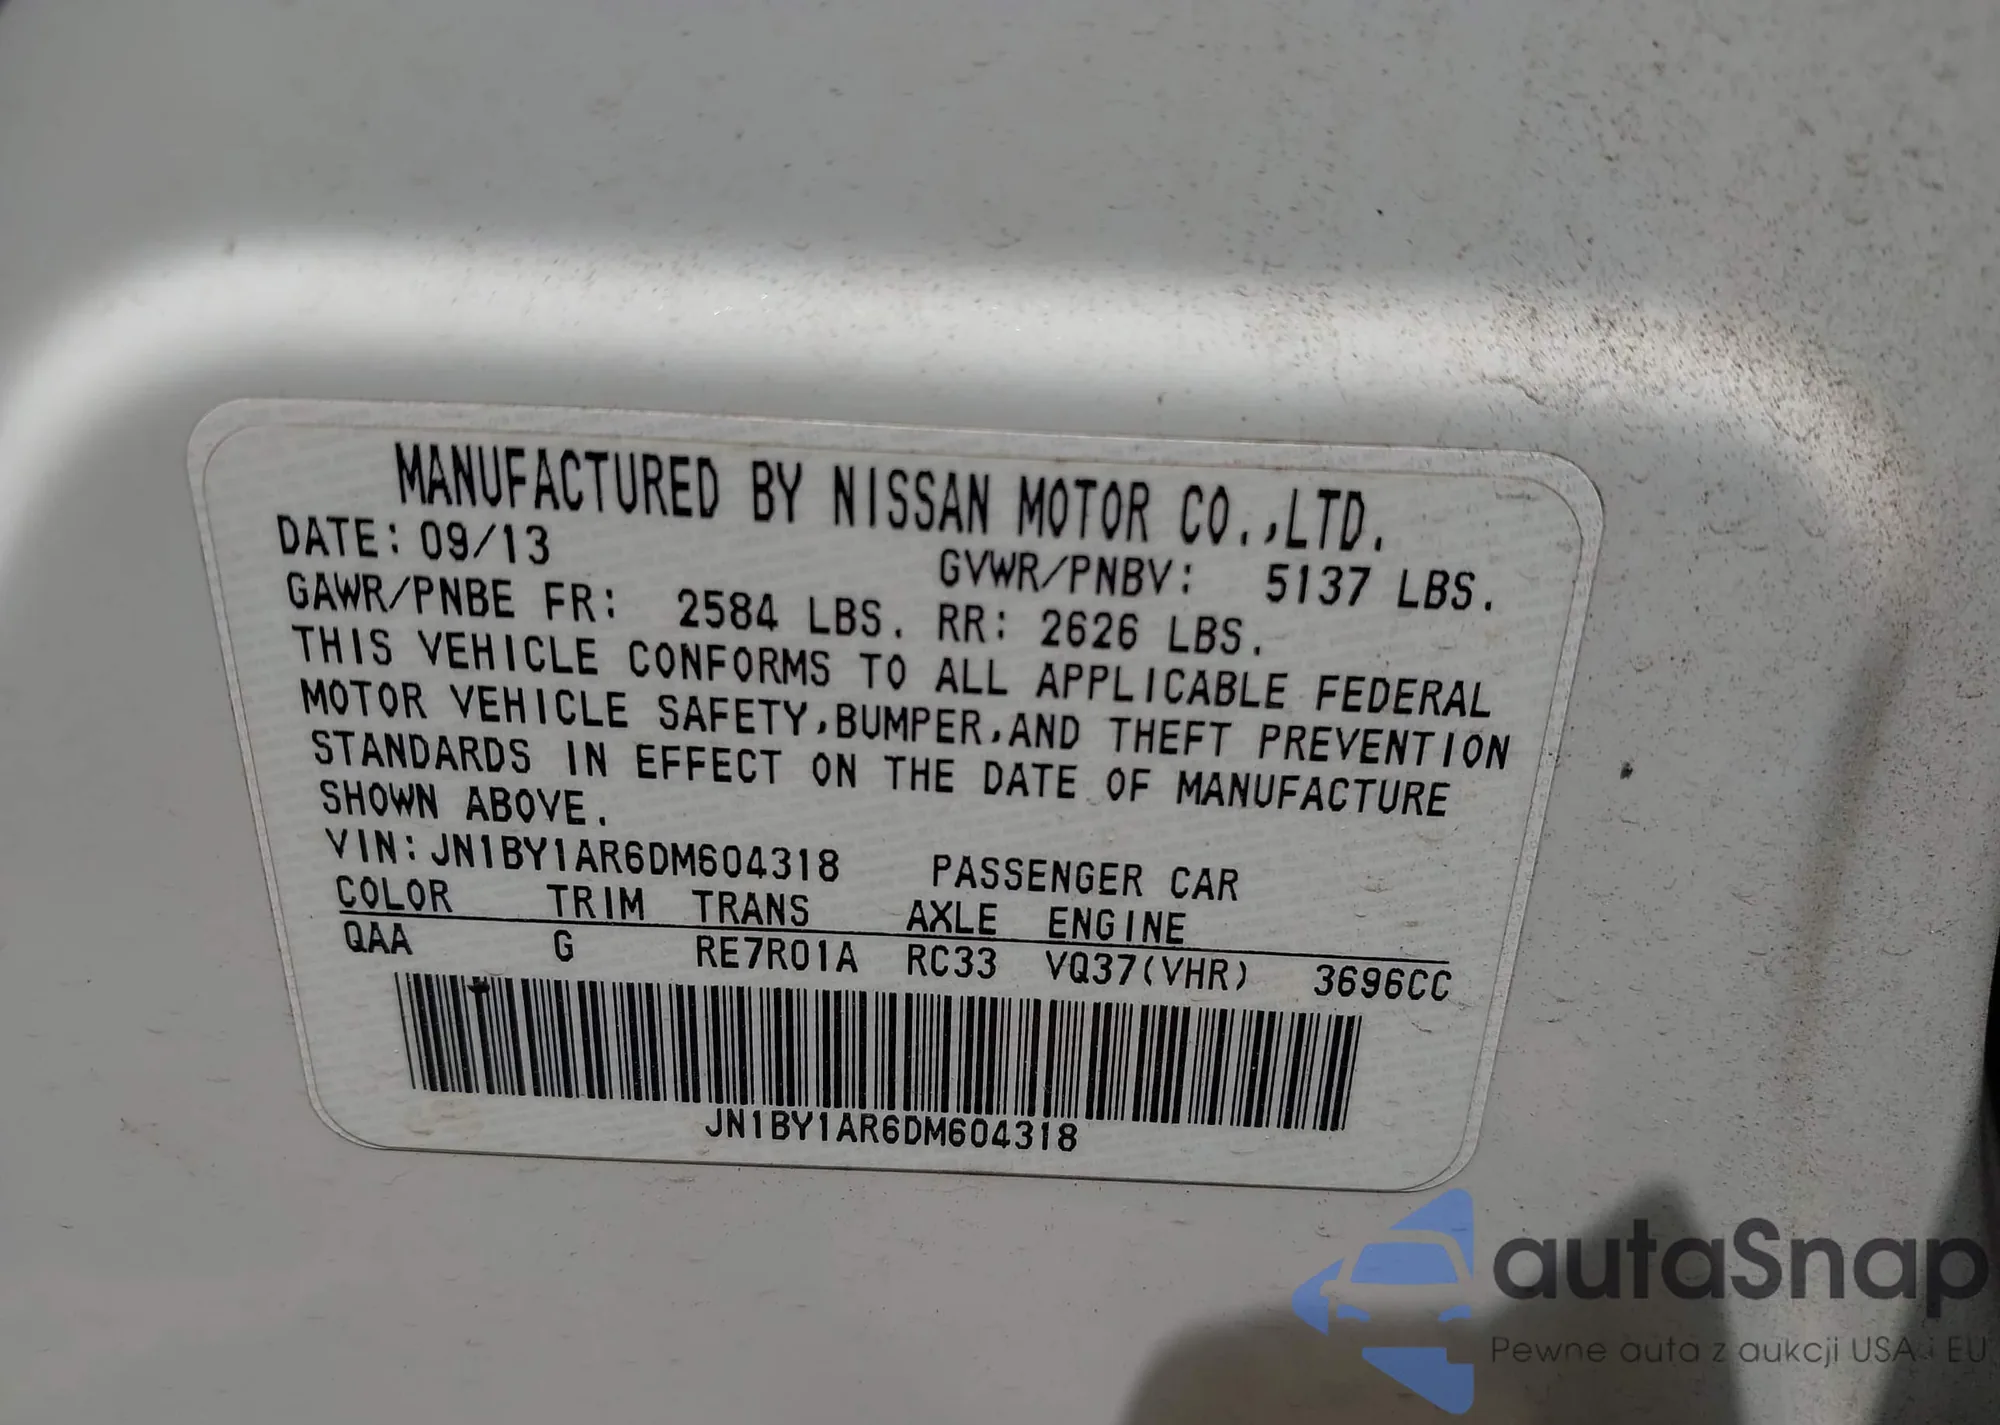 MANUFACTURED BY NISSAN MOTOR CO.,LTD.
DATE: 09/13 GVWR/PNBV: 5137 LBS.
GAWR/PNBE FR: 2584 LBS. RR: 2626 LBS.
THIS VEHICLE CONFORMS TO ALL APPLICABLE FEDERAL
MOTOR VEHICLE SAFETY,BUMPER,AND THEFT PREVENTION
STANDARDS IN EFFECT ON THE DATE OF MANUFACTURE
SHOWN ABOVE.
VIN: JN1BY1AR6DM604318 PASSENGER CAR
COLOR TRIM TRANS AXLE ENGINE
QAA G RE7R01A RC33 VQ37(VHR) 3696CC
JN1BY1AR6DM604318
autaSnap
Pewne auta z aukcji USA i EU